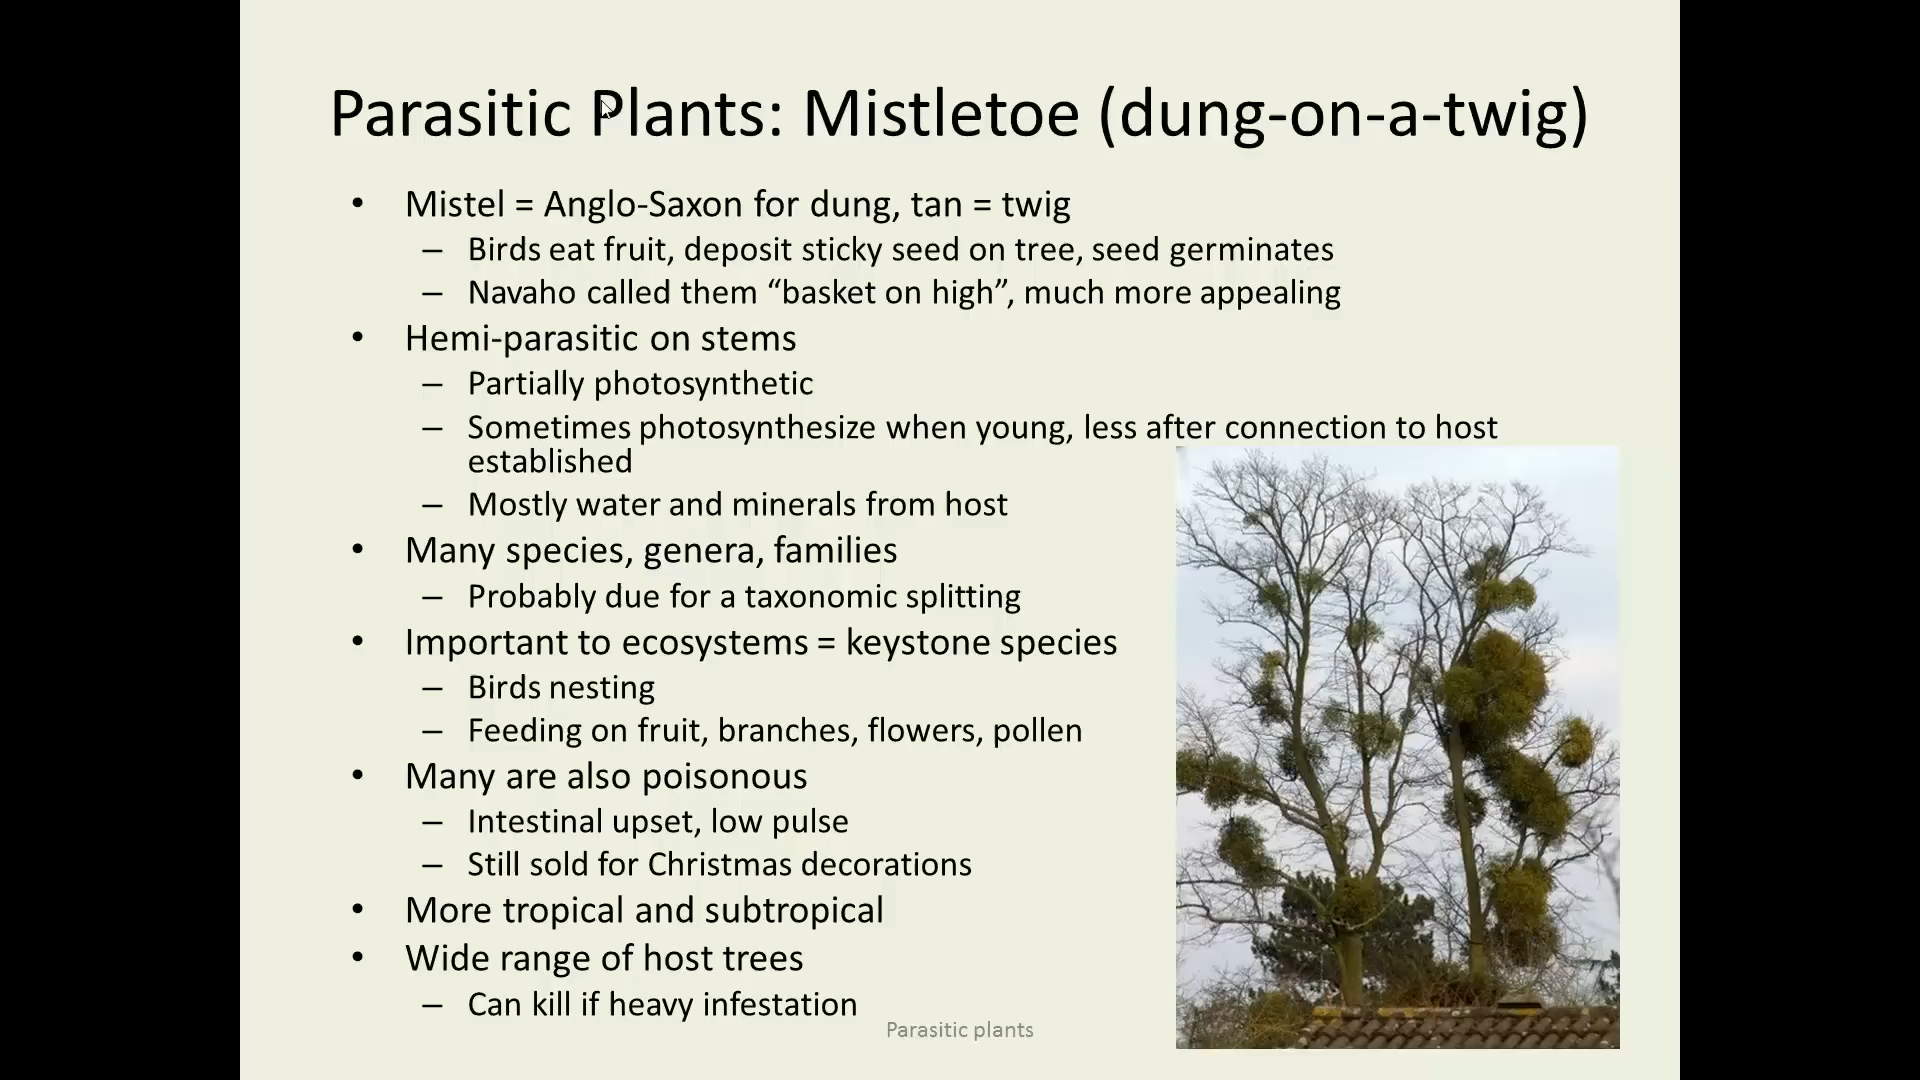 Parasitic Plants: Mistletoe (dung-on-a-twig)
• Mistel = Anglo-Saxon for dung, tan = twig
– Birds eat fruit, deposit sticky seed on tree, seed germinates
– Navaho called them “basket on high”, much more appealing
• Hemi-parasitic on stems
– Partially photosynthetic
– Sometimes photosynthesize when young, less after connection to host
established
– Mostly water and minerals from host
• Many species, genera, families
– Probably due for a taxonomic splitting
• Important to ecosystems = keystone species
– Birds nesting
– Feeding on fruit, branches, flowers, pollen
• Many are also poisonous
– Intestinal upset, low pulse
– Still sold for Christmas decorations
• More tropical and subtropical
• Wide range of host trees
– Can kill if heavy infestation
Parasitic plants